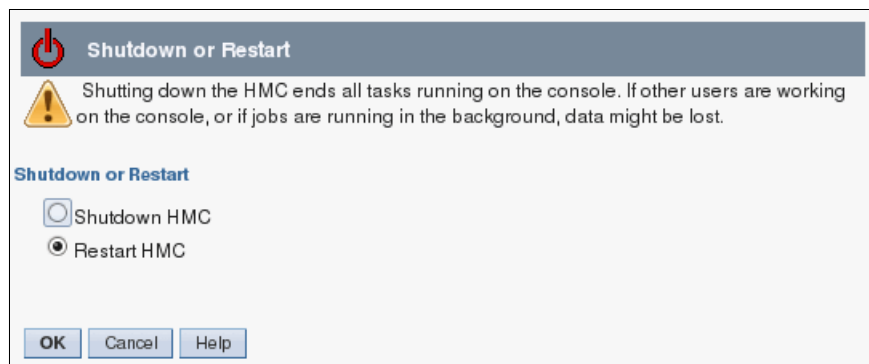 Shutdown or Restart
Shutting down the HMC ends all tasks running on the console. If other users are working
on the console, or if jobs are running in the background, data might be lost.
Shutdown or Restart
Shutdown HMC
Restart HMC
OK Cancel Help